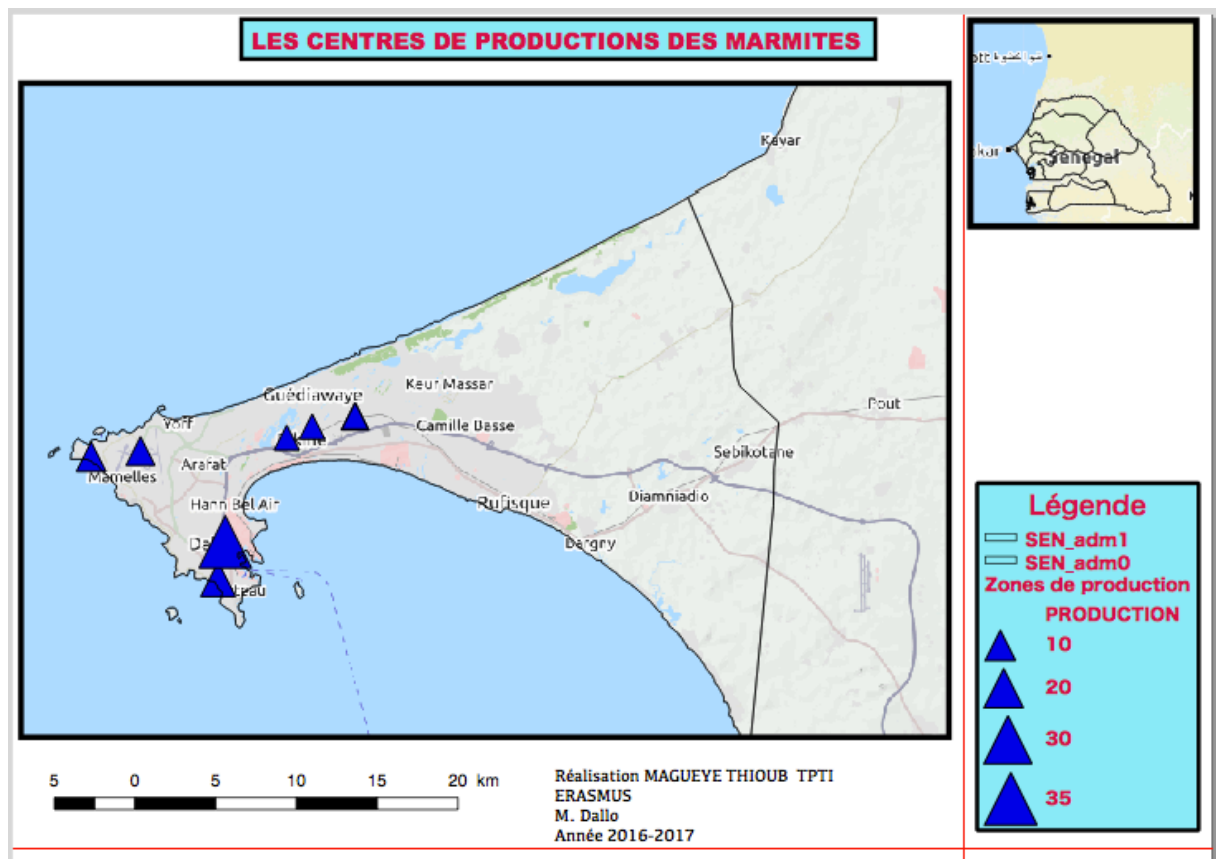 LES CENTRES DE PRODUCTIONS DES MARMITES
Sénégal
Kayar
Guédiawaye
Keur Massar
Yoff
Camille Basse
Pout
Arafat
Sebikotane
Mamelles
Hann Bel Air
Rufisque
Diamniadio
Bargny
Légende
SEN_adm1
SEN_adm0
Zones de production
PRODUCTION
10
20
30
35
5 0 5 10 15 20 km
Réalisation MAGUEYE THIOUB TPTI
ERASMUS
M. Dallo
Année 2016-2017